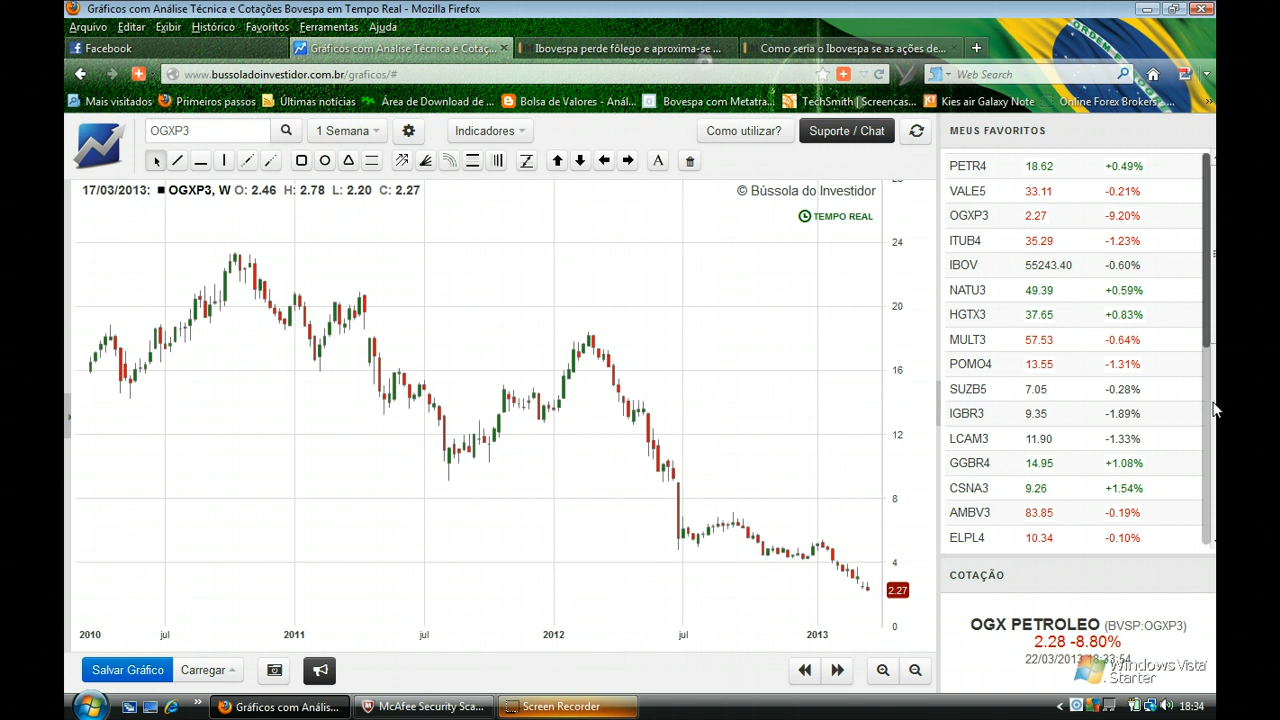 Gráficos com Análise Técnica e Cotações Bovespa em Tempo Real - Mozilla Firefox
Arquivo Editar Exibir Histórico Favoritos Ferramentas Ajuda
Facebook
Gráficos com Análise Técnica e Cotaç...
Ibovespa perde fôlego e aproxima-se ...
Como seria o Ibovespa se as ações de...
www.bussoladoinvestidor.com.br/graficos/#
Web Search
Mais visitados Primeiros passos Últimas notícias Área de Download de ... Bolsa de Valores - Anál... Bovespa com Metatra... TechSmith | Screencas... Kies air Galaxy Note Online Forex Brokers ...
OGXP3 1 Semana Indicadores Como utilizar? Suporte / Chat
A
17/03/2013: ■ OGXP3, W O: 2.46 H: 2.78 L: 2.20 C: 2.27
© Bússola do Investidor
TEMPO REAL
24
20
16
12
8
4
2.27
0
2010 jul 2011 jul 2012 jul 2013
Salvar Gráfico Carregar
MEUS FAVORITOS
PETR4 18.62 +0.49%
VALE5 33.11 -0.21%
OGXP3 2.27 -9.20%
ITUB4 35.29 -1.23%
IBOV 55243.40 -0.60%
NATU3 49.39 +0.59%
HGTX3 37.65 +0.83%
MULT3 57.53 -0.64%
POMO4 13.55 -1.31%
SUZB5 7.05 -0.28%
IGBR3 9.35 -1.89%
LCAM3 11.90 -1.33%
GGBR4 14.95 +1.08%
CSNA3 9.26 +1.54%
AMBV3 83.85 -0.19%
ELPL4 10.34 -0.10%
COTAÇÃO
OGX PETROLEO (BVSP:OGXP3)
2.28 -8.80%
22/03/2013 18:33:54
Windows Vista
Starter
Gráficos com Anális...
McAfee Security Sca...
Screen Recorder
18:34